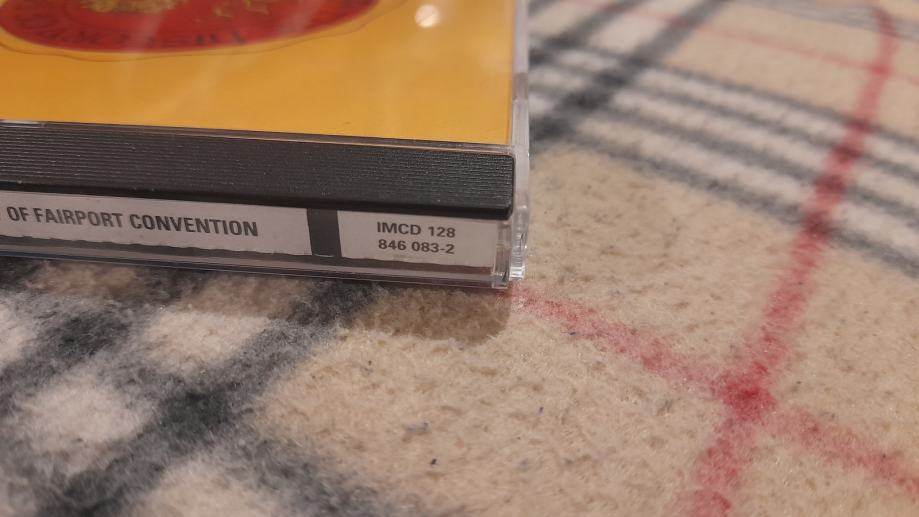 OF FAIRPORT CONVENTION
IMCD 128
846 083-2